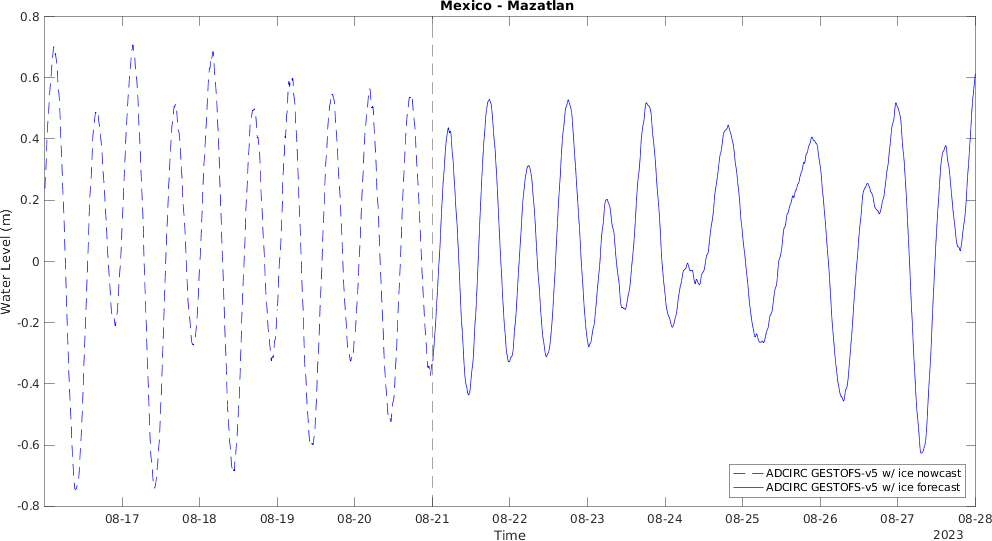 Mexico - Mazatlan
0.8
0.6
0.4
0.2
0
-0.2
-0.4
-0.6
-0.8
Water Level (m)
ADCIRC GESTOFS-v5 w/ ice nowcast
ADCIRC GESTOFS-v5 w/ ice forecast
08-17 08-18 08-19 08-20 08-21 08-22 08-23 08-24 08-25 08-26 08-27 08-28
Time
2023